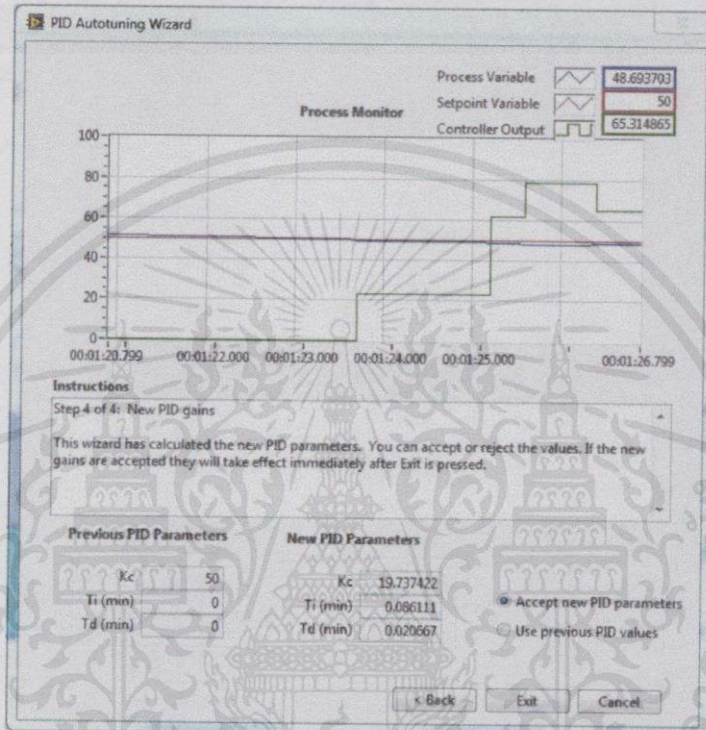 PID Autotuning Wizard
Process Variable 48.693703
Setpoint Variable 50
Controller Output 65.314865
Process Monitor
100
80
60
40
20
0
00:01:20.799 00:01:22.000 00:01:23.000 00:01:24.000 00:01:25.000 00:01:26.799
Instructions
Step 4 of 4: New PID gains
This wizard has calculated the new PID parameters. You can accept or reject the values. If the new
gains are accepted they will take effect immediately after Exit is pressed.
Previous PID Parameters New PID Parameters
Kc 50 Kc 19.737422
Ti (min) 0 Ti (min) 0.086111 Accept new PID parameters
Td (min) 0 Td (min) 0.020667 Use previous PID values
< Back Exit Cancel